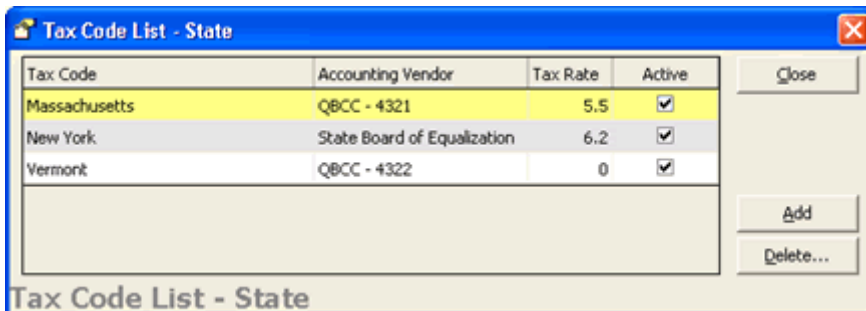 Tax Code List - State
Tax Code Accounting Vendor Tax Rate Active Close
Massachusetts QBCC - 4321 5.5
New York State Board of Equalization 6.2
Vermont QBCC - 4322 0
Add
Delete...
Tax Code List - State